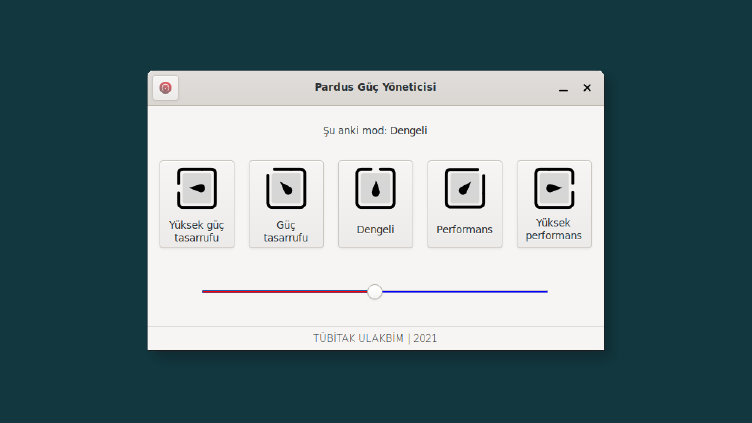 Pardus Güç Yöneticisi
Şu anki mod: Dengeli
Yüksek güç
tasarrufu
Güç
tasarrufu
Dengeli
Performans
Yüksek
performans
TÜBİTAK ULAKBİM | 2021